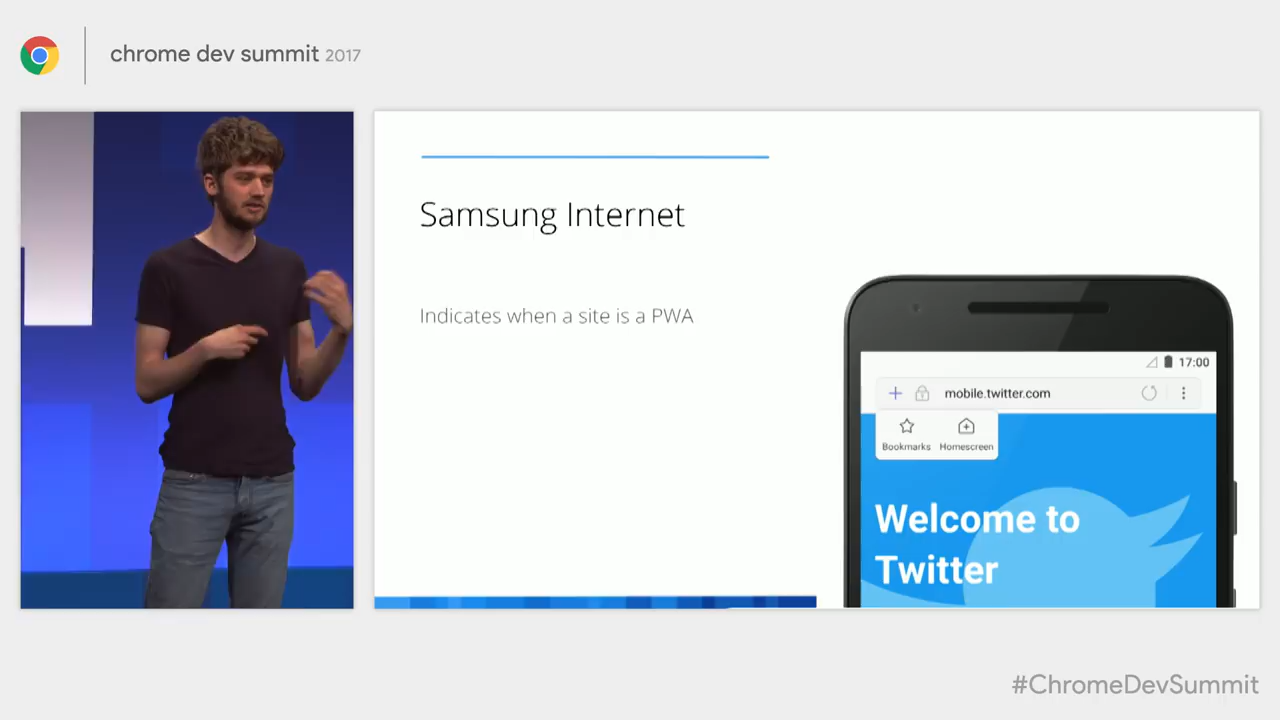 chrome dev summit 2017
Samsung Internet
Indicates when a site is a PWA
17:00
mobile.twitter.com
Bookmarks Homescreen
Welcome to
Twitter
#ChromeDevSummit